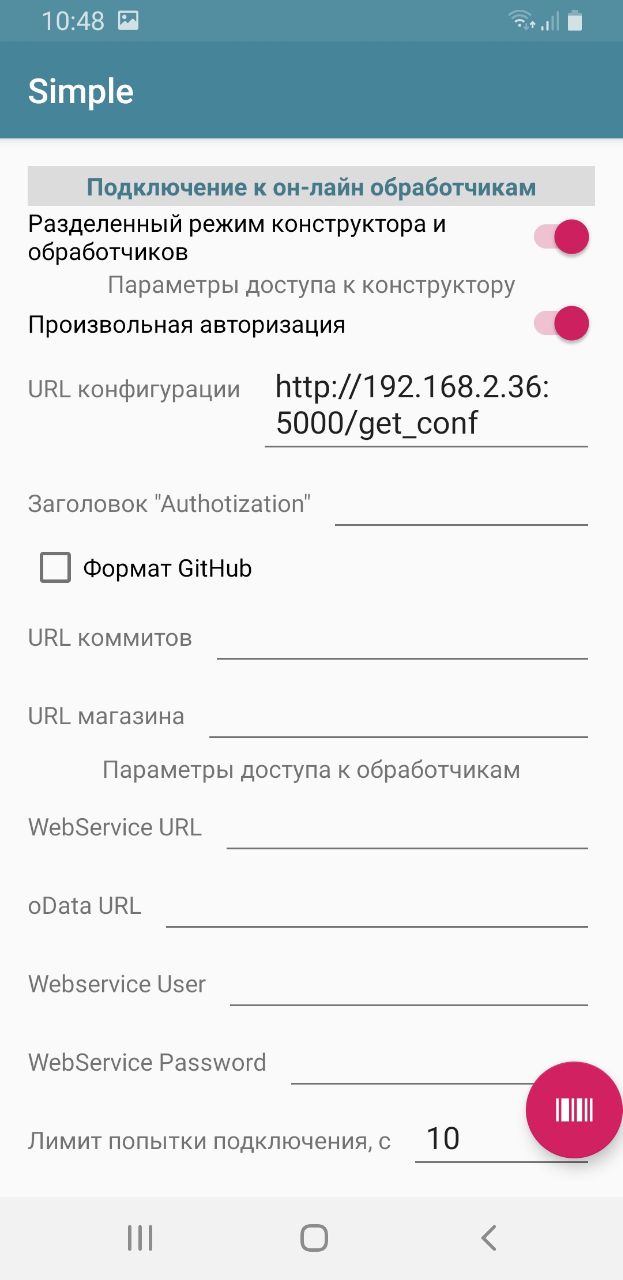 10:48
Simple
Подключение к он-лайн обработчикам
Разделенный режим конструктора и
обработчиков
Параметры доступа к конструктору
Произвольная авторизация
URL конфигурации
http://192.168.2.36:
5000/get_conf
Заголовок "Authotization"
Формат GitHub
URL коммитов
URL магазина
Параметры доступа к обработчикам
WebService URL
oData URL
Webservice User
WebService Password
Лимит попытки подключения, с
10